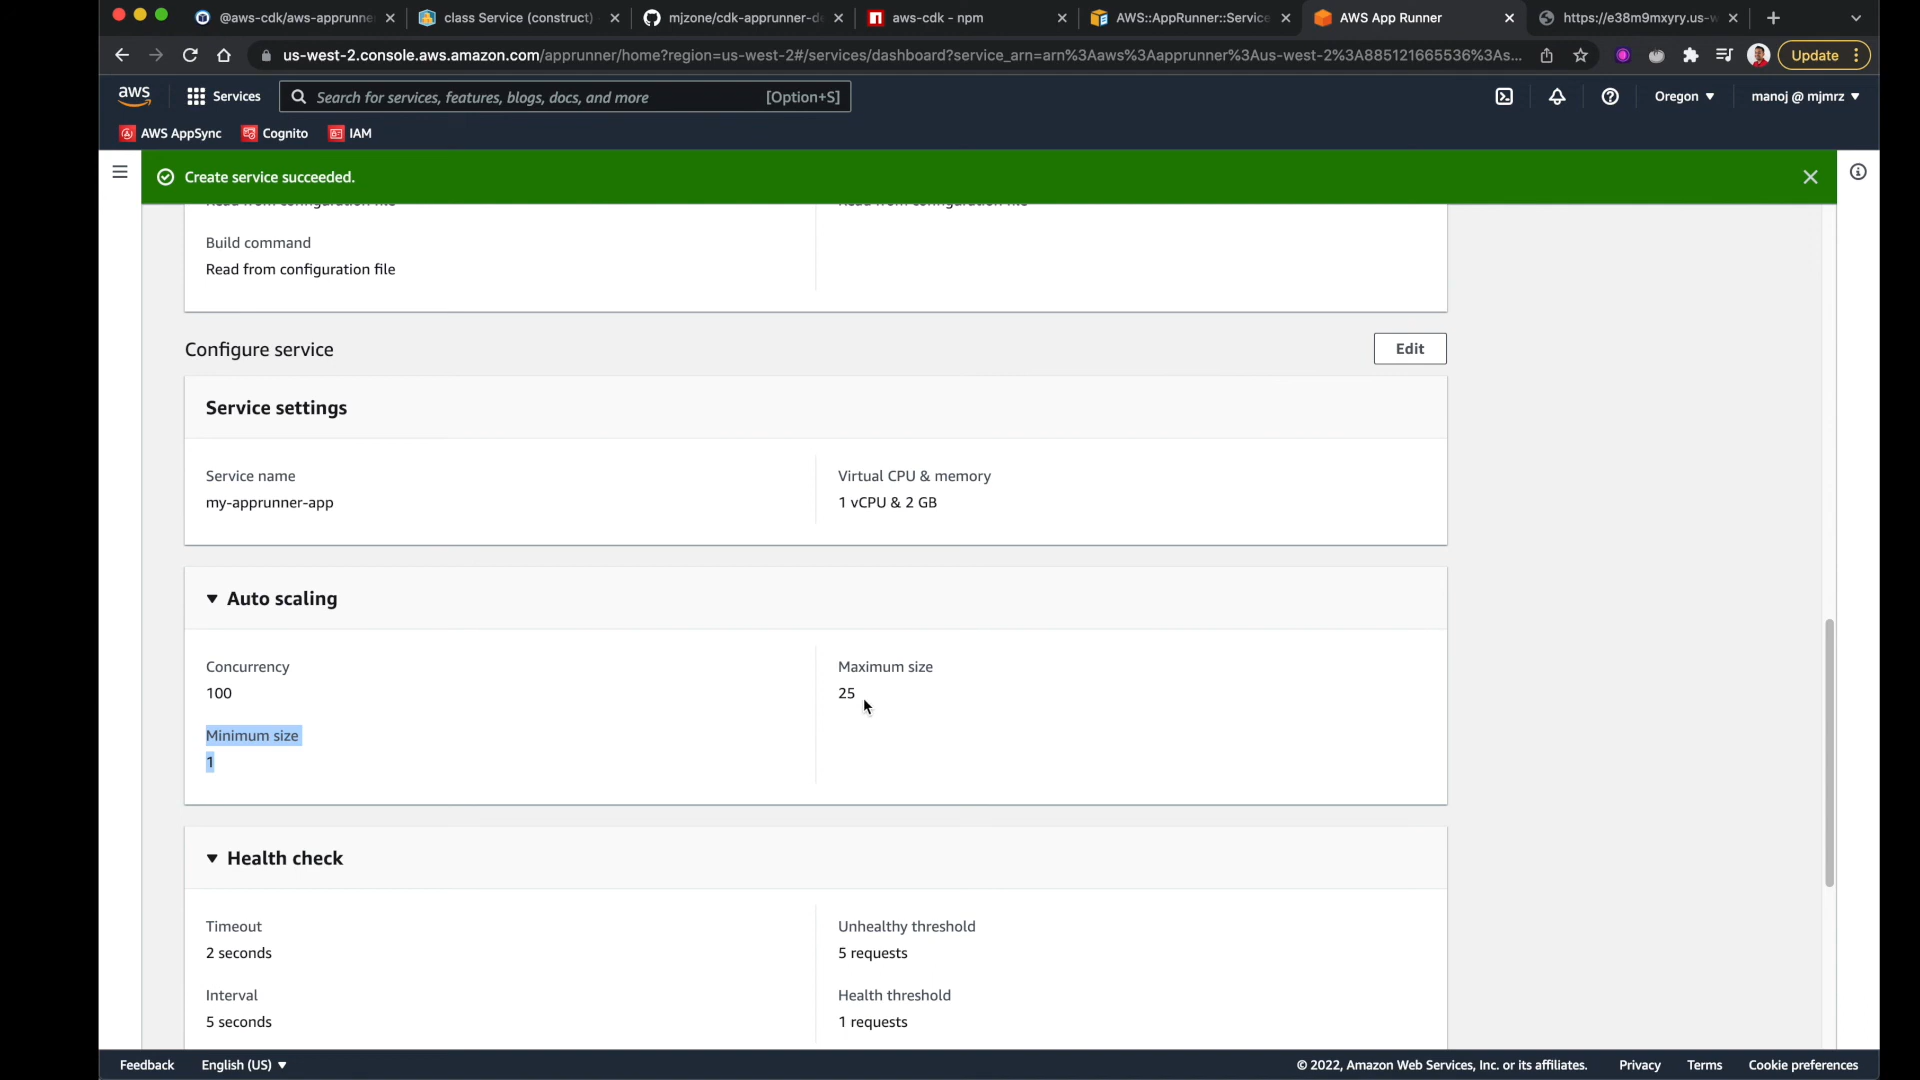 @aws-cdk/aws-apprunne
class Service (construct)
mjzone/cdk-apprunner-d
aws-cdk - npm
AWS::AppRunner::Service
AWS App Runner
https://e38m9mxyry.us-w
us-west-2.console.aws.amazon.com/apprunner/home?region=us-west-2#/services/dashboard?service_arn=arn%3Aaws%3Aapprunner%3Aus-west-2%3A885121665536%3As...
Update
aws
Services
Search for services, features, blogs, docs, and more
[Option+S]
Oregon
manoj @ mjmrz
AWS AppSync
Cognito
IAM
Create service succeeded.
Read from configuration file
Read from configuration file
Build command
Read from configuration file
Configure service
Edit
Service settings
Service name
my-apprunner-app
Virtual CPU & memory
1 vCPU & 2 GB
Auto scaling
Concurrency
100
Maximum size
25
Minimum size
1
Health check
Timeout
2 seconds
Unhealthy threshold
5 requests
Interval
5 seconds
Health threshold
1 requests
Feedback
English (US)
© 2022, Amazon Web Services, Inc. or its affiliates.
Privacy
Terms
Cookie preferences